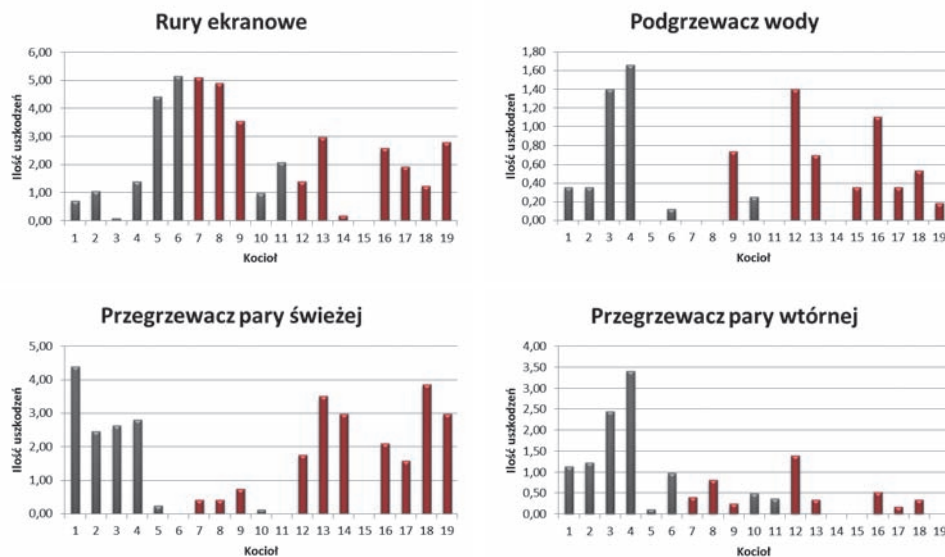 Rury ekranowe
Ilość uszkodzeń
6,00
5,00
4,00
3,00
2,00
1,00
0,00
1 2 3 4 5 6 7 8 9 10 11 12 13 14 15 16 17 18 19
Kocioł
Podgrzewacz wody
Ilość uszkodzeń
1,80
1,60
1,40
1,20
1,00
0,80
0,60
0,40
0,20
0,00
1 2 3 4 5 6 7 8 9 10 11 12 13 14 15 16 17 18 19
Kocioł
Przegrzewacz pary świeżej
Ilość uszkodzeń
5,00
4,00
3,00
2,00
1,00
0,00
1 2 3 4 5 6 7 8 9 10 11 12 13 14 15 16 17 18 19
Kocioł
Przegrzewacz pary wtórnej
Ilość uszkodzeń
4,00
3,50
3,00
2,50
2,00
1,50
1,00
0,50
0,00
1 2 3 4 5 6 7 8 9 10 11 12 13 14 15 16 17 18 19
Kocioł